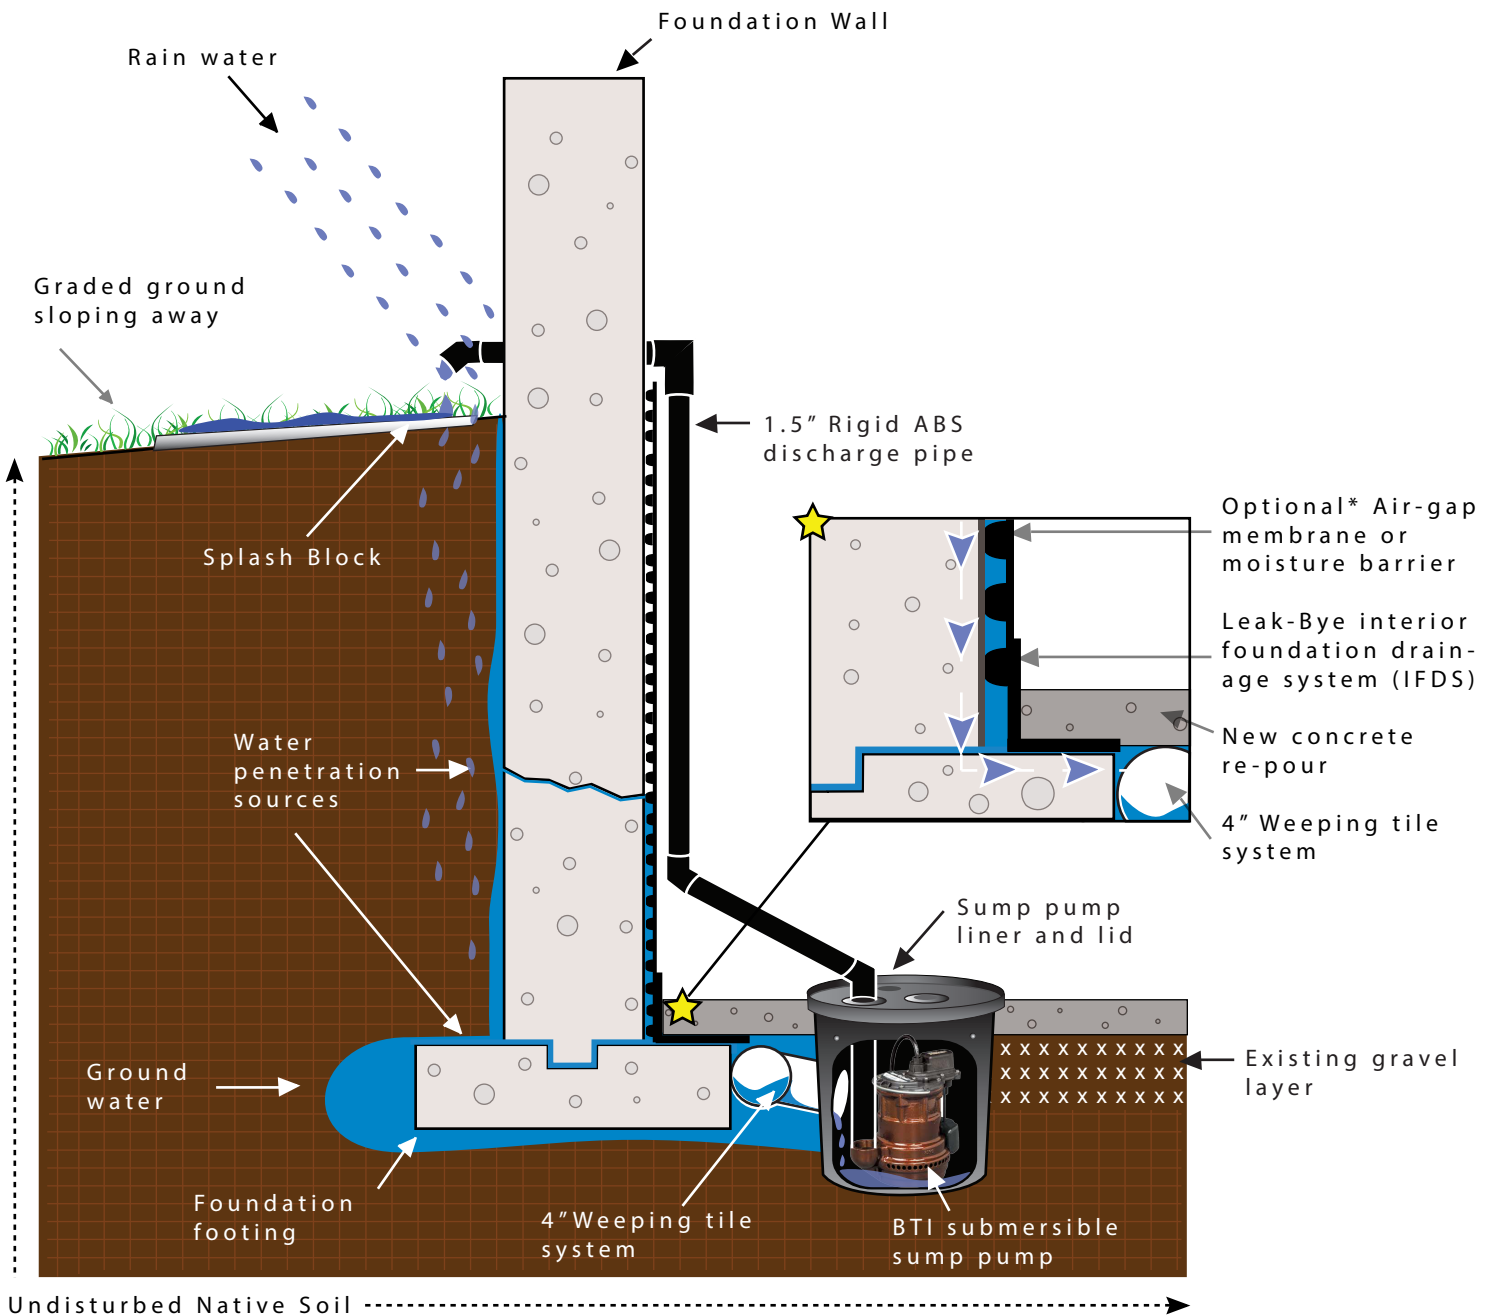 Foundation Wall
Rain water
Graded ground
sloping away
1.5" Rigid ABS
discharge pipe
Splash Block
Optional* Air-gap
membrane or
moisture barrier
Leak-Bye interior
foundation drain-
age system (IFDS)
New concrete
re-pour
4" Weeping tile
system
Water
penetration
sources
Sump pump
liner and lid
Ground
water
x x x x x x x x x x
x x x x x x x x x x
x x x x x x x x x x
Existing gravel
layer
Foundation
footing
4" Weeping tile
system
BTI submersible
sump pump
Undisturbed Native Soil